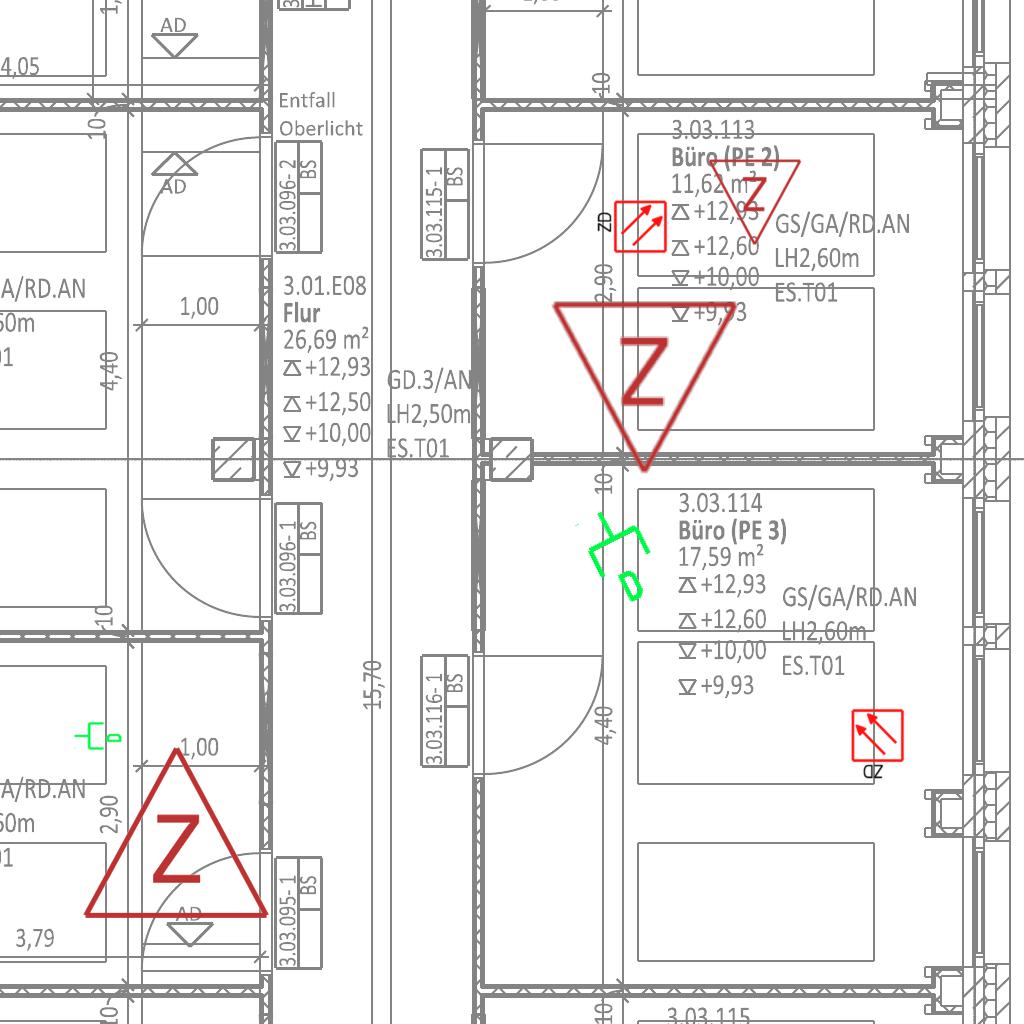 AD
4,05
10
AD
Entfall
Oberlicht
3.03.096- 2
BS
3.03.115- 1
BS
10
3.03.113
Büro (PE 2)
11,62 m²
+12,93
+12,60
+10,00
+9,93
GS/GA/RD.AN
LH2,60m
ES.T01
Z
ZD
2,90
Z
A/RD.AN
1,00
4,40
3.01.E08
Flur
26,69 m²
+12,93
+12,50
+10,00
+9,93
GD.3/AN
LH2,50m
ES.T01
10
3.03.096- 1
BS
10
3.03.114
Büro (PE 3)
17,59 m²
+12,93
+12,60
+10,00
+9,93
GS/GA/RD.AN
LH2,60m
ES.T01
D
15,70
3.03.116- 1
BS
4,40
ZD
D
1,00
A/RD.AN
2,90
Z
AD
3,79
3.03.095- 1
BS
10
10
3.03.115